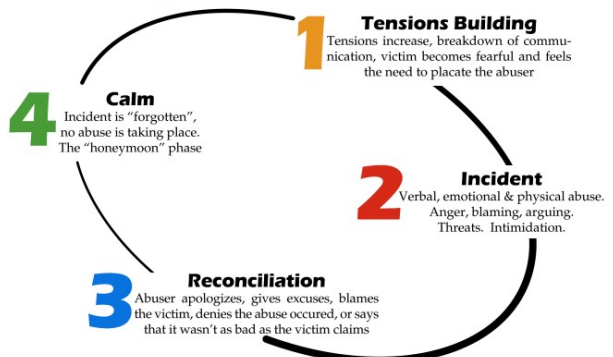 1
Tensions Building
Tensions increase, breakdown of commu-
nication, victim becomes fearful and feels
the need to placate the abuser
2
Incident
Verbal, emotional & physical abuse.
Anger, blaming, arguing.
Threats. Intimidation.
3
Reconciliation
Abuser apologizes, gives excuses, blames
the victim, denies the abuse occured, or says
that it wasn't as bad as the victim claims
4
Calm
Incident is “forgotten”,
no abuse is taking place.
The “honeymoon” phase